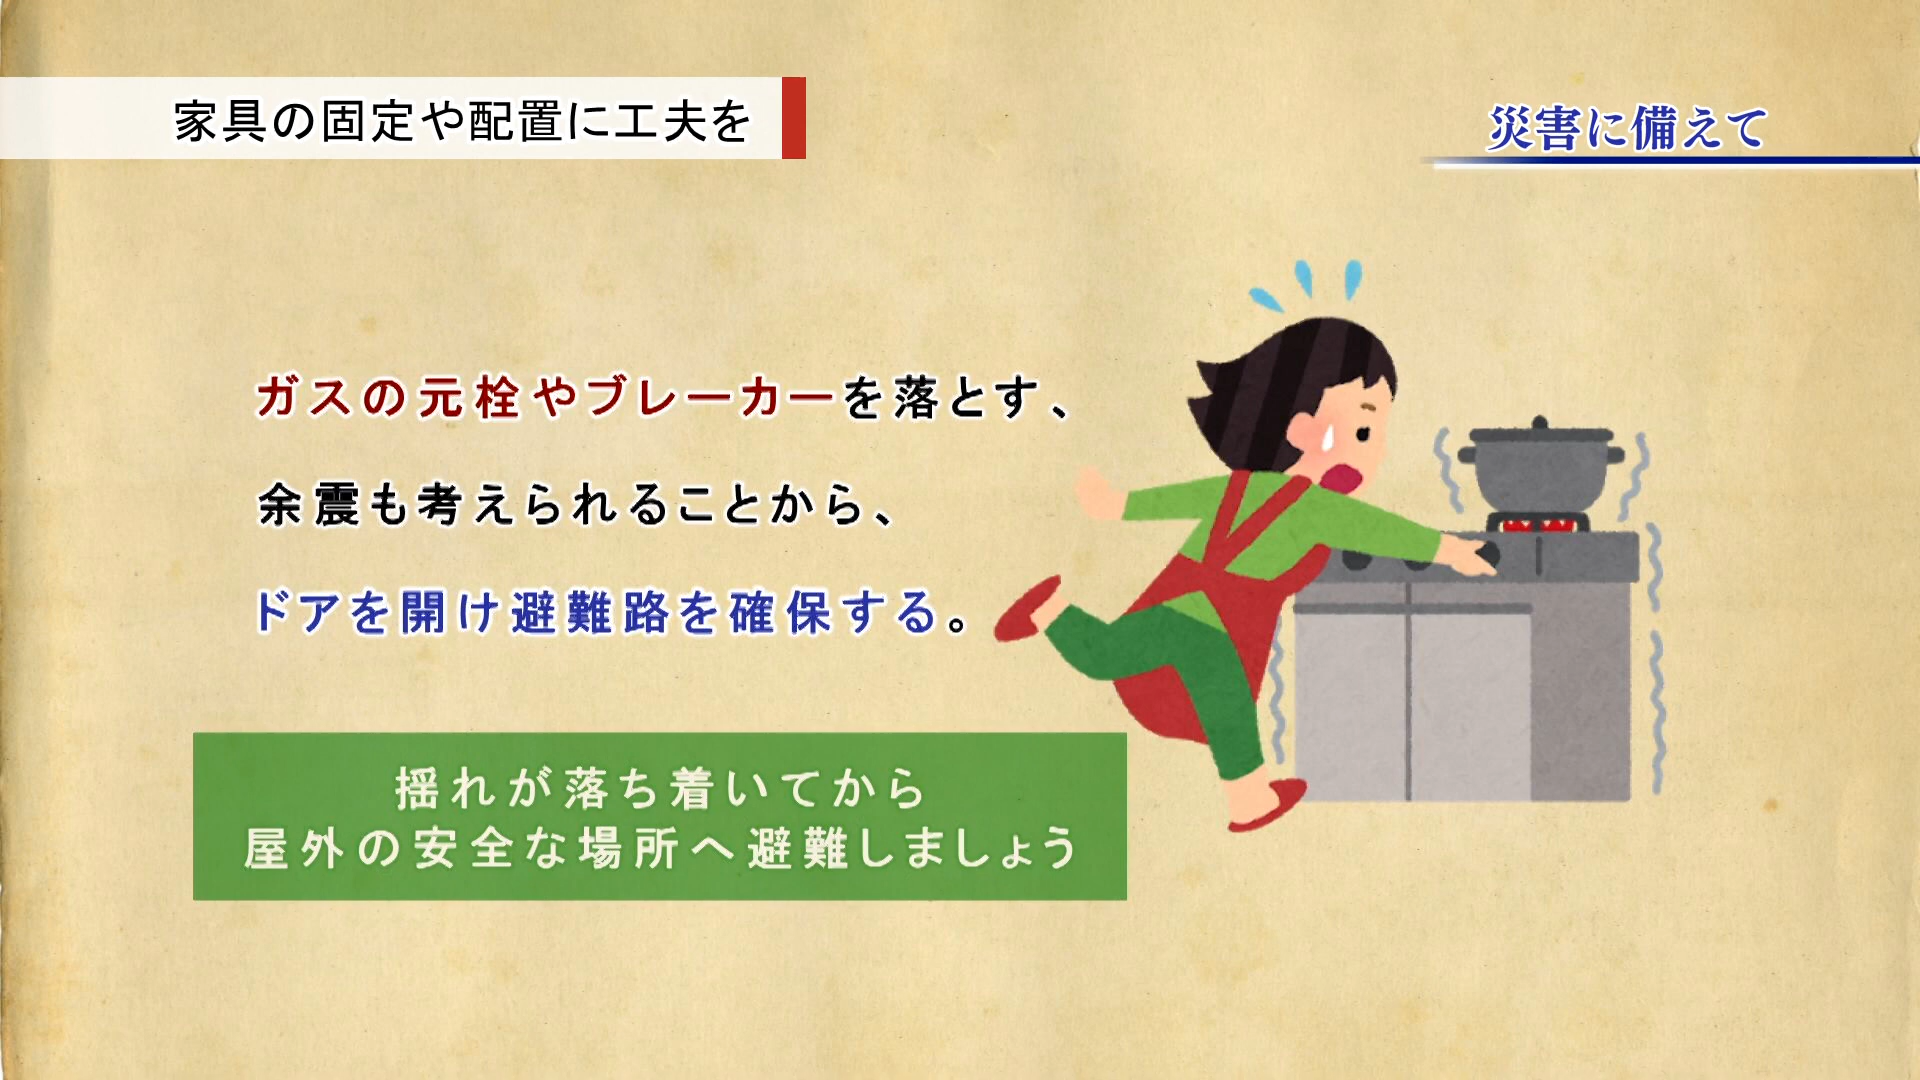 家具の固定や配置に工夫を
災害に備えて
ガスの元栓やブレーカーを落とす、
余震も考えられることから、
ドアを開け避難路を確保する。
揺れが落ち着いてから
屋外の安全な場所へ避難しましょう